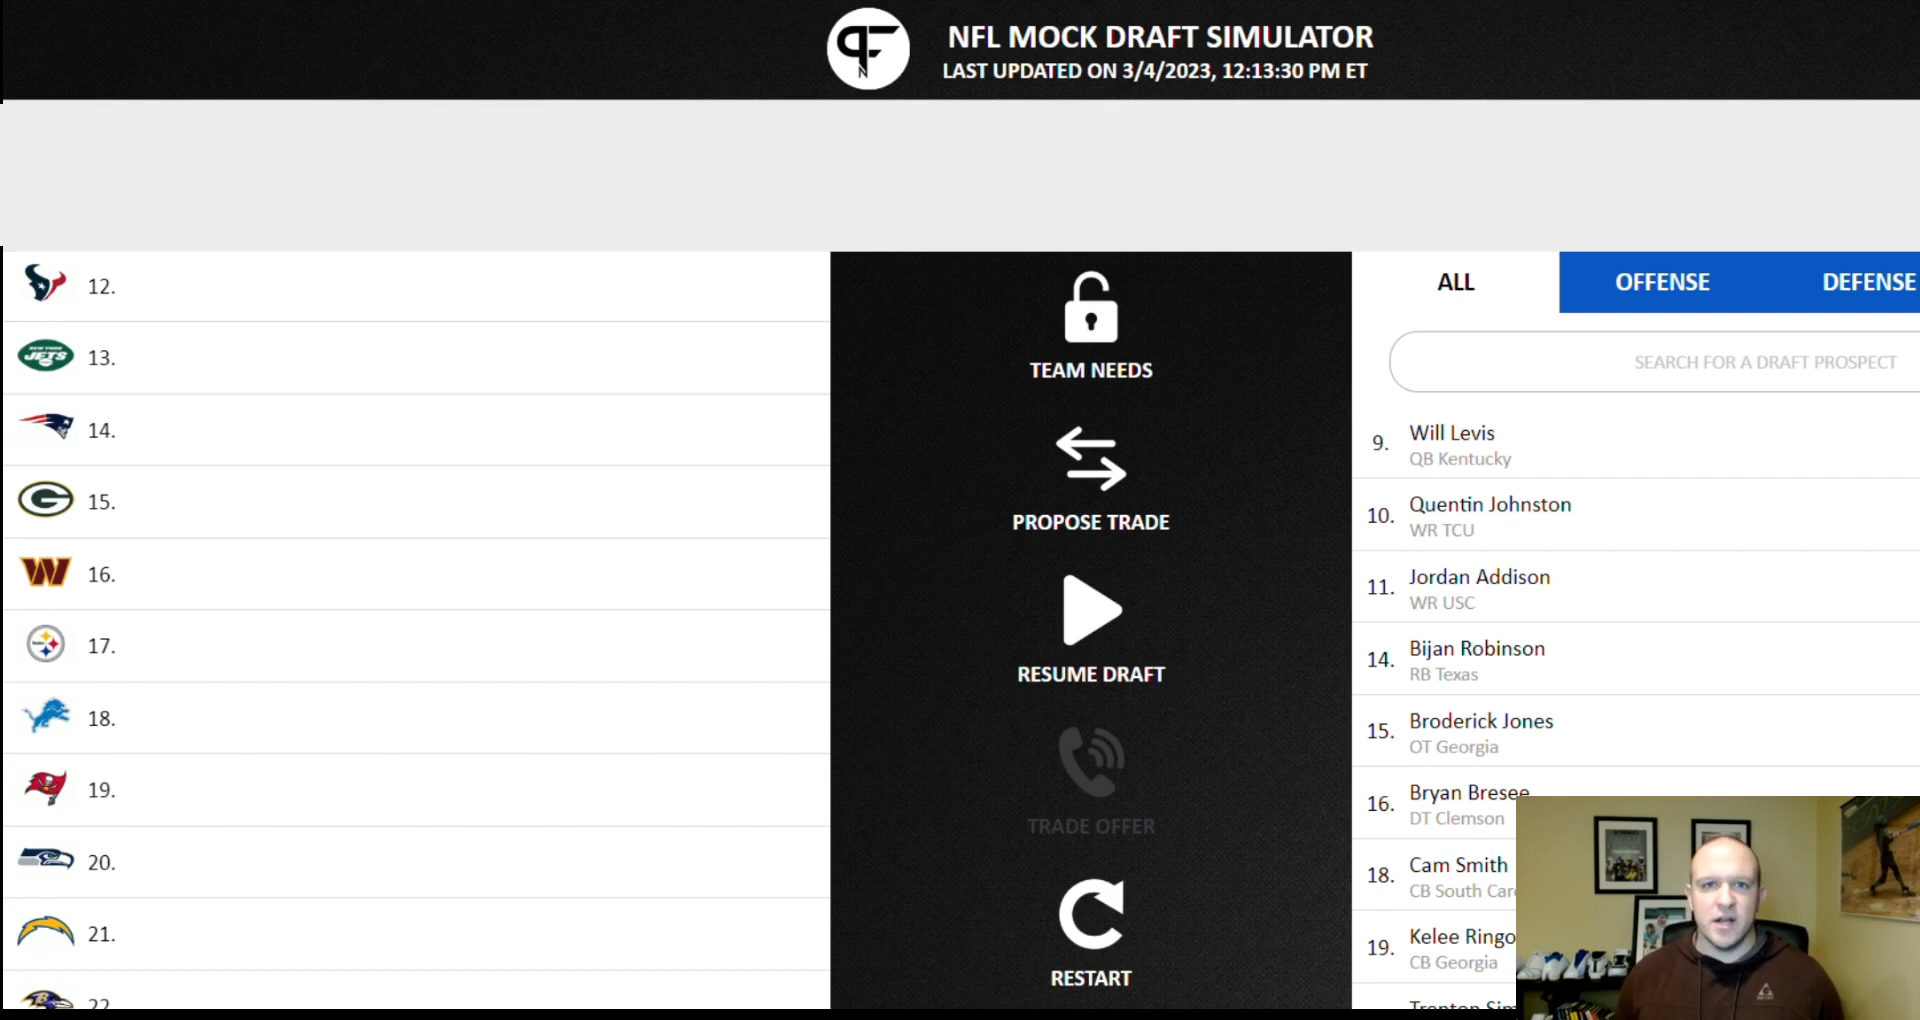 NFL MOCK DRAFT SIMULATOR
LAST UPDATED ON 3/4/2023, 12:13:30 PM ET
12.
13.
14.
15.
16.
17.
18.
19.
20.
21.
22
TEAM NEEDS
PROPOSE TRADE
RESUME DRAFT
TRADE OFFER
RESTART
ALL
OFFENSE
DEFENSE
SEARCH FOR A DRAFT PROSPECT
9.
Will Levis
QB Kentucky
10.
Quentin Johnston
WR TCU
11.
Jordan Addison
WR USC
14.
Bijan Robinson
RB Texas
15.
Broderick Jones
OT Georgia
16.
Bryan Bresee
DT Clemson
18.
Cam Smith
CB South Car
19.
Kelee Ringo
CB Georgia